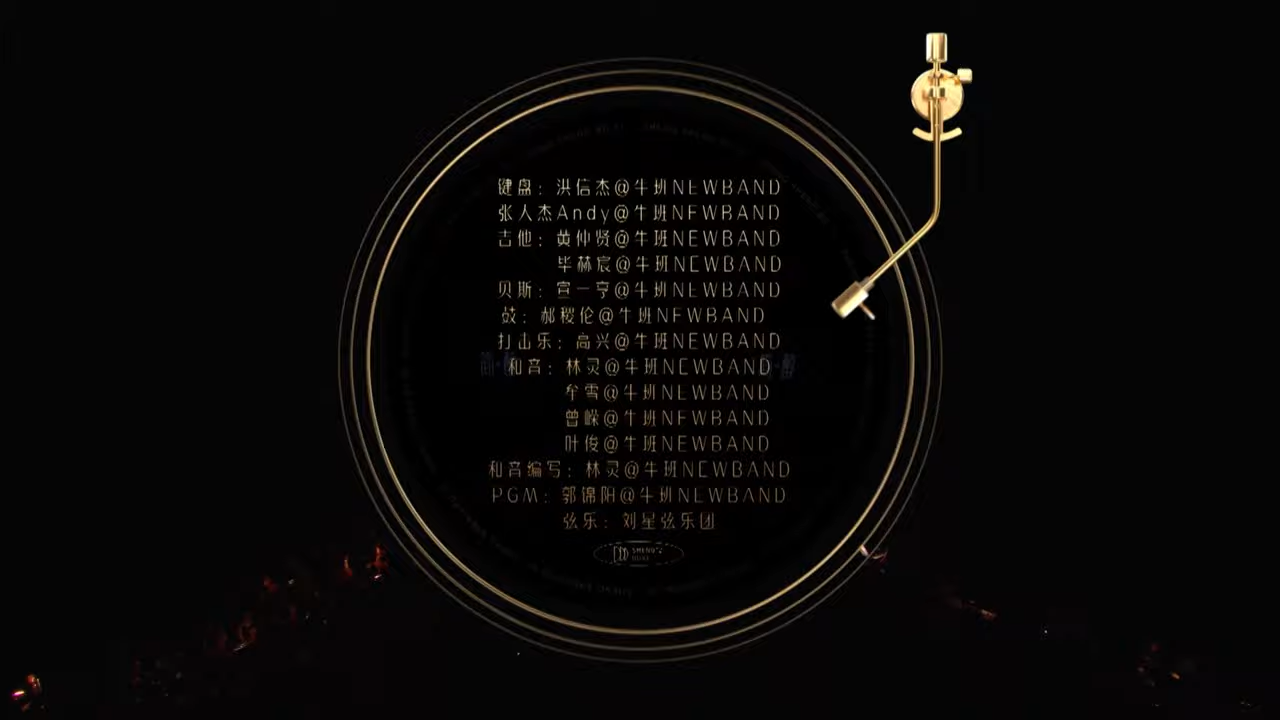 键盘：洪信杰@牛班NEWBAND
张人杰Andy@牛班NEWBAND
吉他：黄仲贤@牛班NEWBAND
毕赫宸@牛班NEWBAND
贝斯：宣一亨@牛班NEWBAND
鼓：郝稷伦@牛班NEWBAND
打击乐：高兴@牛班NEWBAND
和音：林灵@牛班NEWBAND
牟雪@牛班NEWBAND
曾嵘@牛班NEWBAND
叶俊@牛班NEWBAND
和音编写：林灵@牛班NEWBAND
PGM：郭锦阳@牛班NEWBAND
弦乐：刘星弦乐团